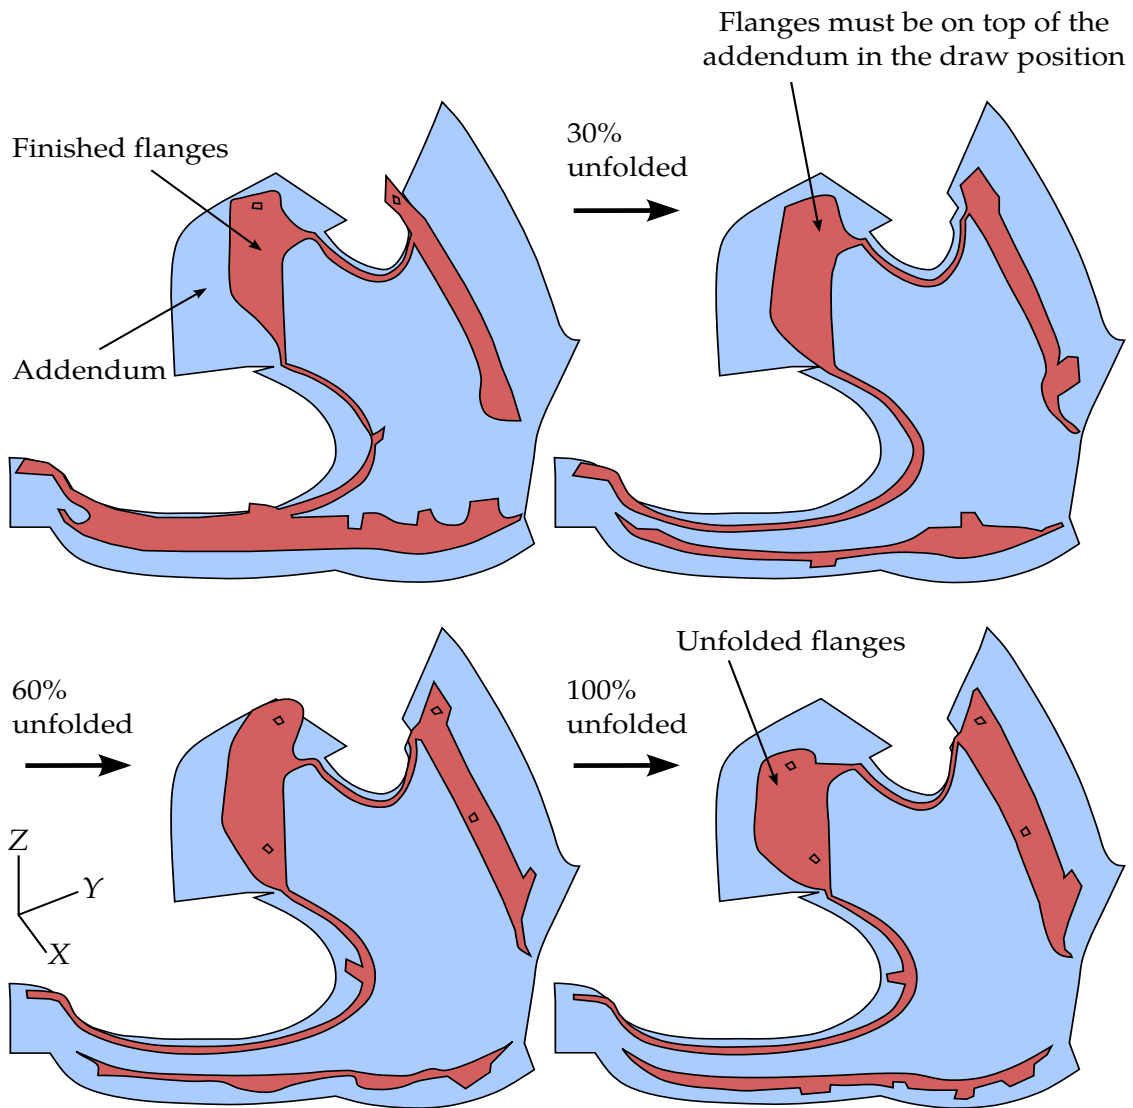 Flanges must be on top of the
addendum in the draw position
Finished flanges
30%
unfolded
Addendum
Unfolded flanges
60%
unfolded
100%
unfolded
Z
Y
X